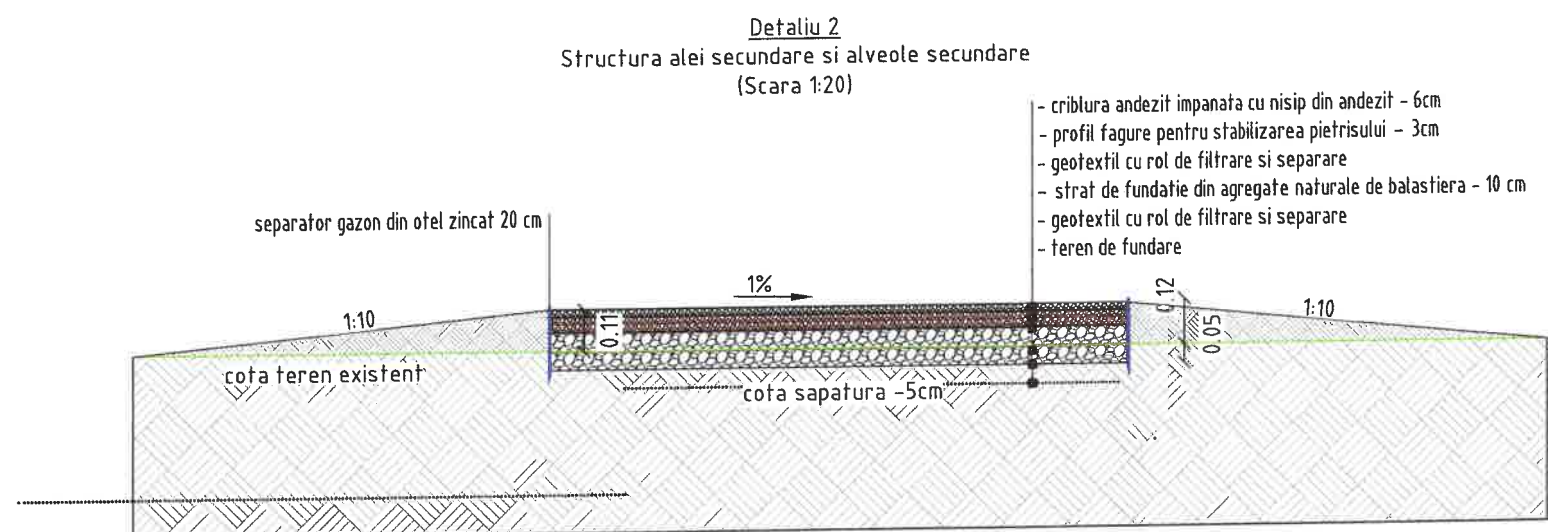 Detaliu 2
Structura alei secundare si alveole secundare
(Scara 1:20)
- criblura andezit impanata cu nisip din andezit - 6cm
- profil fagure pentru stabilizarea pietrisului - 3cm
- geotextil cu rol de filtrare si separare
- strat de fundatie din agregate naturale de balastiera - 10 cm
- geotextil cu rol de filtrare si separare
- teren de fundare
separator gazon din otel zincat 20 cm
1%
1:10
0.11
0.12
0.05
1:10
cota teren existent
cota sapatura -5cm